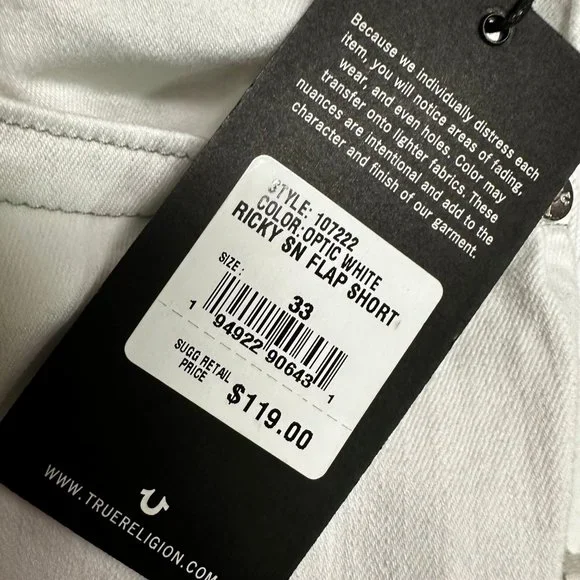 Because we individually distress each
item, you will notice areas of fading,
wear, and even holes. Color may
transfer onto lighter fabrics. These
nuances are intentional and add to the
character and finish of our garment.
STYLE: 107222
COLOR:OPTIC WHITE
RICKY SN FLAP SHORT
SIZE: 33
1 94922 90643 1
SUGG RETAIL
PRICE $119.00
WWW.TRUERELIGION.COM